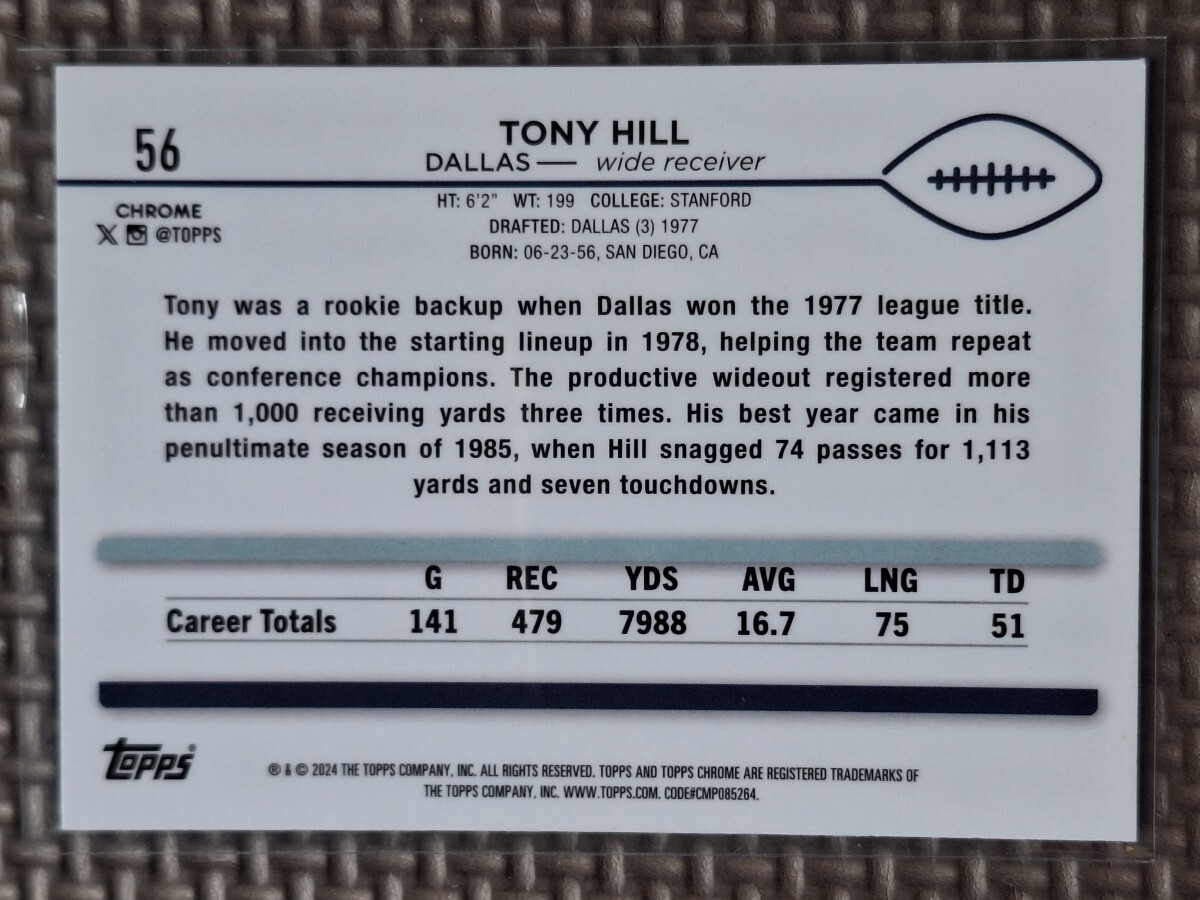 56
TONY HILL
DALLAS — wide receiver
CHROME
X @TOPPS
HT: 6'2" WT: 199 COLLEGE: STANFORD
DRAFTED: DALLAS (3) 1977
BORN: 06-23-56, SAN DIEGO, CA
Tony was a rookie backup when Dallas won the 1977 league title.
He moved into the starting lineup in 1978, helping the team repeat
as conference champions. The productive wideout registered more
than 1,000 receiving yards three times. His best year came in his
penultimate season of 1985, when Hill snagged 74 passes for 1,113
yards and seven touchdowns.
G REC YDS AVG LNG TD
Career Totals 141 479 7988 16.7 75 51
Topps®
® & © 2024 THE TOPPS COMPANY, INC. ALL RIGHTS RESERVED. TOPPS AND TOPPS CHROME ARE REGISTERED TRADEMARKS OF
THE TOPPS COMPANY, INC. WWW.TOPPS.COM. CODE#CMP085264.